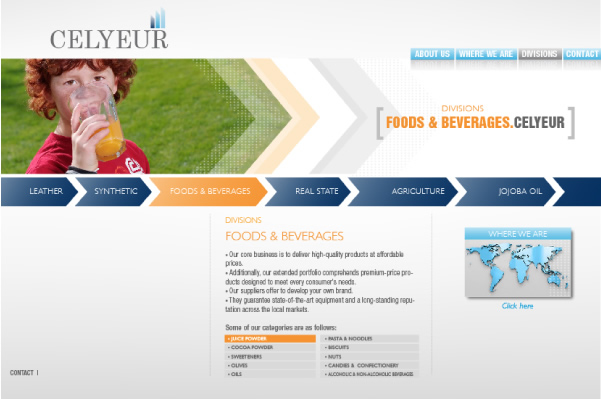 CELYEUR
ABOUT US
WHERE WE ARE
DIVISIONS
CONTACT
DIVISIONS
[FOODS & BEVERAGES.CELYEUR]
LEATHER
SYNTHETIC
FOODS & BEVERAGES
REAL STATE
AGRICULTURE
JOJOBA OIL
DIVISIONS
FOODS & BEVERAGES
• Our core business is to deliver high-quality products at affordable
prices.
• Additionally, our extended portfolio comprehends premium-price pro-
ducts designed to meet every consumer's needs.
• Our suppliers offer to develop your own brand.
• They guarantee state-of-the-art equipment and a long-standing repu-
tation across the local markets.
Some of our categories are as follows:
• JUICE POWDER
• COCOA POWDER
• SWEETENERS
• OLIVES
• OILS
• PASTA & NOODLES
• BISCUITS
• NUTS
• CANDIES & CONFECTIONERY
• ALCOHOLIC & NON-ALCOHOLIC BEVERAGES
WHERE WE ARE
Click here
CONTACT |